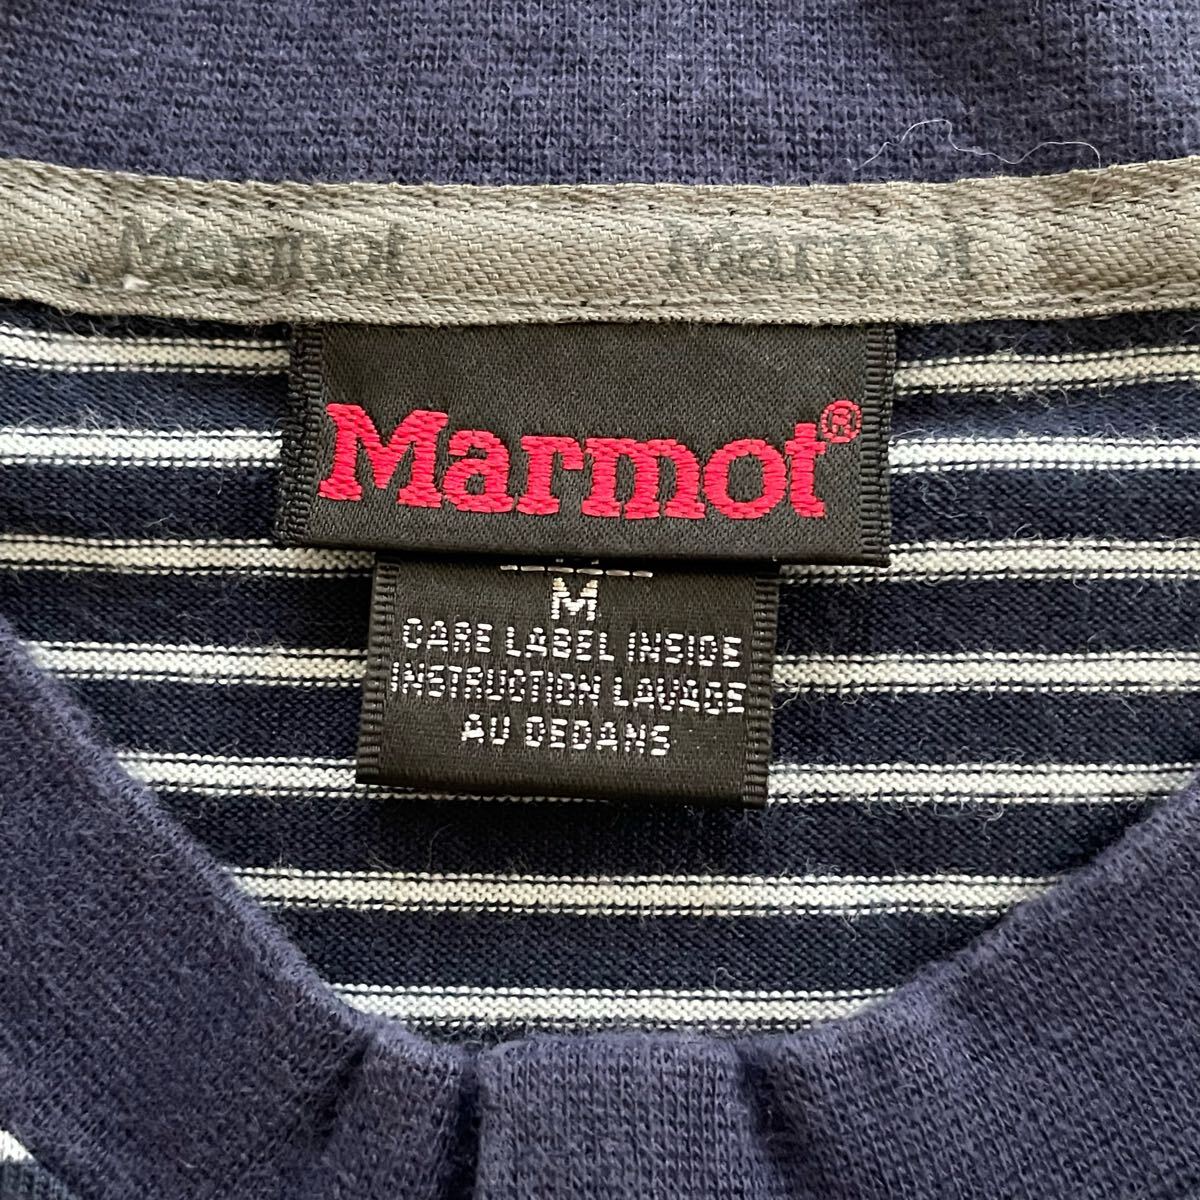 Marmot Marmot
Marmot®
M
CARE LABEL INSIDE
INSTRUCTION LAVAGE
AU DEDANS